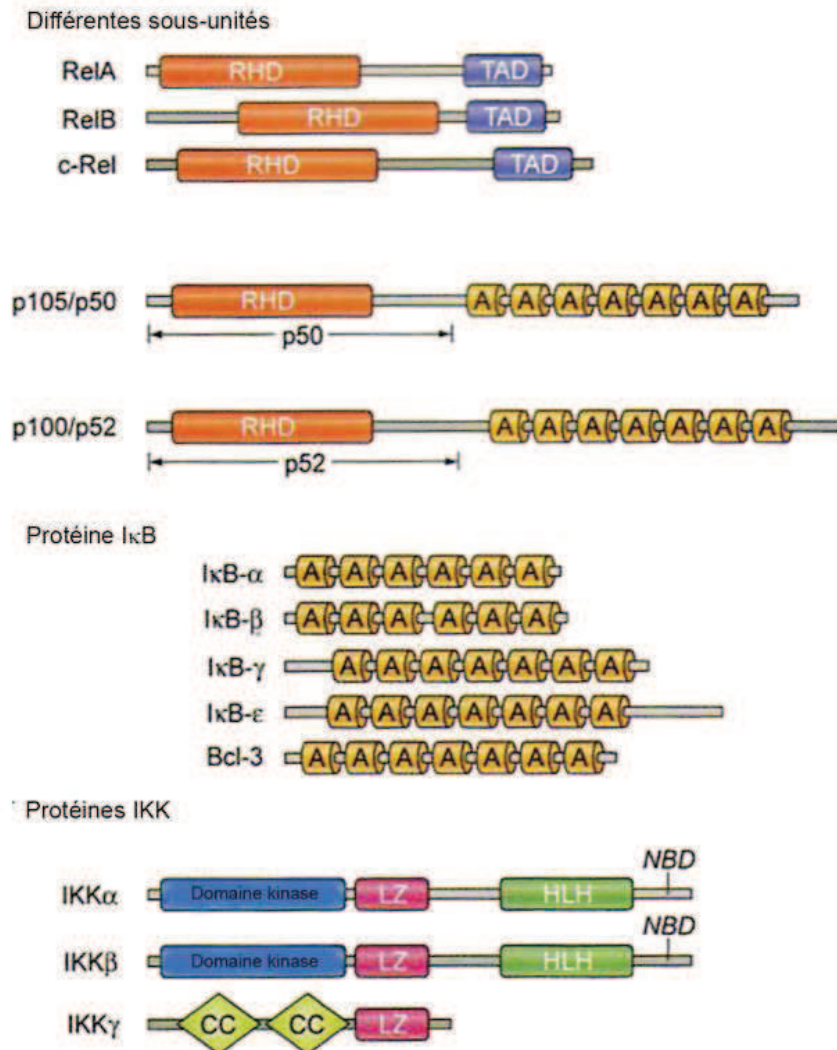 Différentes sous-unités
RelA RHD TAD
RelB RHD TAD
c-Rel RHD TAD
p105/p50 RHD A A A A A A A
p50
p100/p52 RHD A A A A A A A
p52
Protéine IκB
IκB-α A A A A A A
IκB-β A A A A A A
IκB-γ A A A A A A A
IκB-ε A A A A A A A
Bcl-3 A A A A A A A
Protéines IKK
NBD
IKKα Domaine kinase LZ HLH
NBD
IKKβ Domaine kinase LZ HLH
IKKγ CC CC LZ